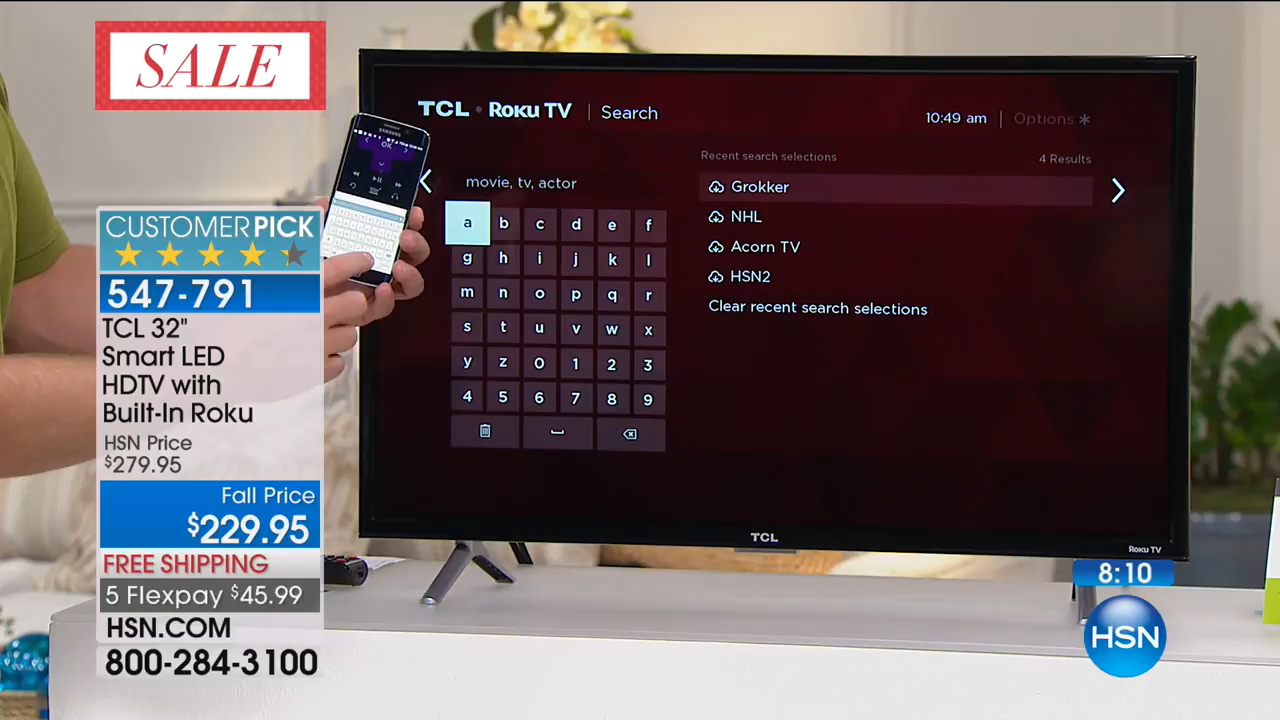 SALE
CUSTOMER PICK
547-791
TCL 32"
Smart LED
HDTV with
Built-In Roku
HSN Price
$279.95
Fall Price
$229.95
FREE SHIPPING
5 Flexpay $45.99
HSN.COM
800-284-3100
SAMSUNG
OK
TCL • Roku TV | Search
10:49 am | Options *
movie, tv, actor
a b c d e f
g h i j k l
m n o p q r
s t u v w x
y z 0 1 2 3
4 5 6 7 8 9
Recent search selections
4 Results
Grokker
NHL
Acorn TV
HSN2
Clear recent search selections
TCL
Roku TV
8:10
HSN